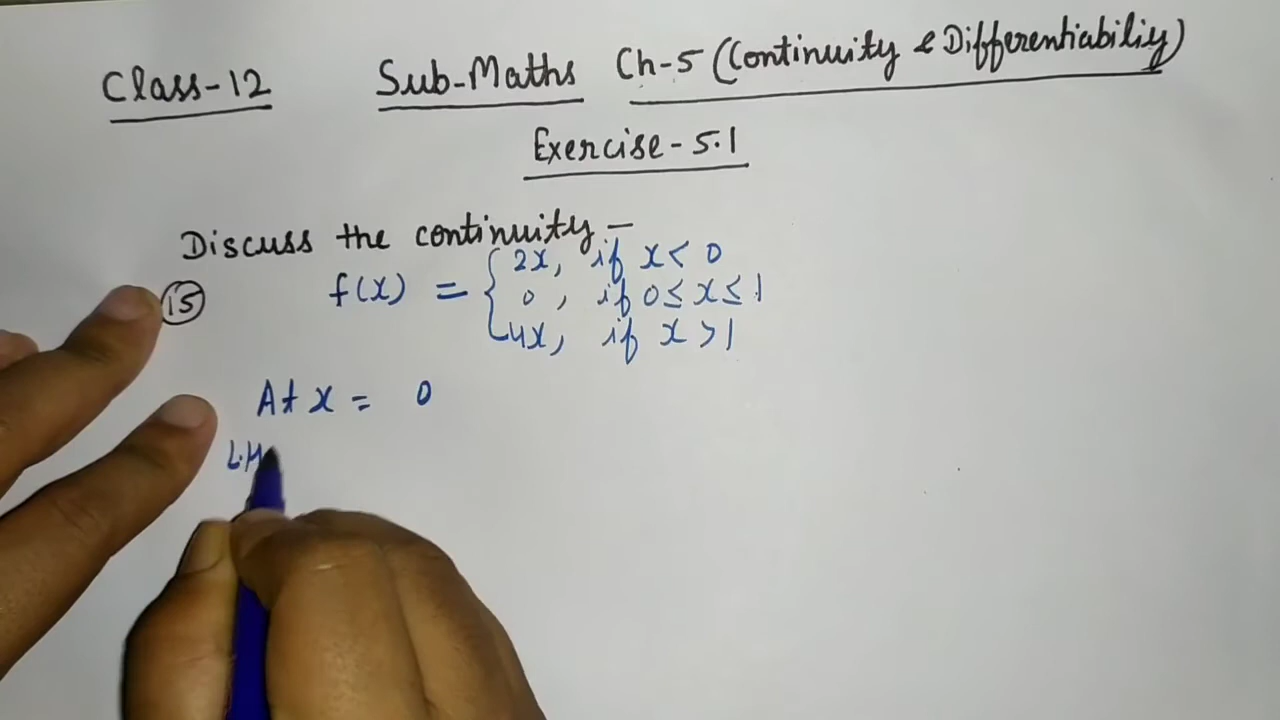 Class-12 Sub-Maths Ch-5 (Continuity & Differentiabiliy)
Exercise-5.1
Discuss the continuity -
(15) f(x) = { 2x, if x < 0
0, if 0 ≤ x ≤ 1
4x, if x > 1
At x = 0
L.H